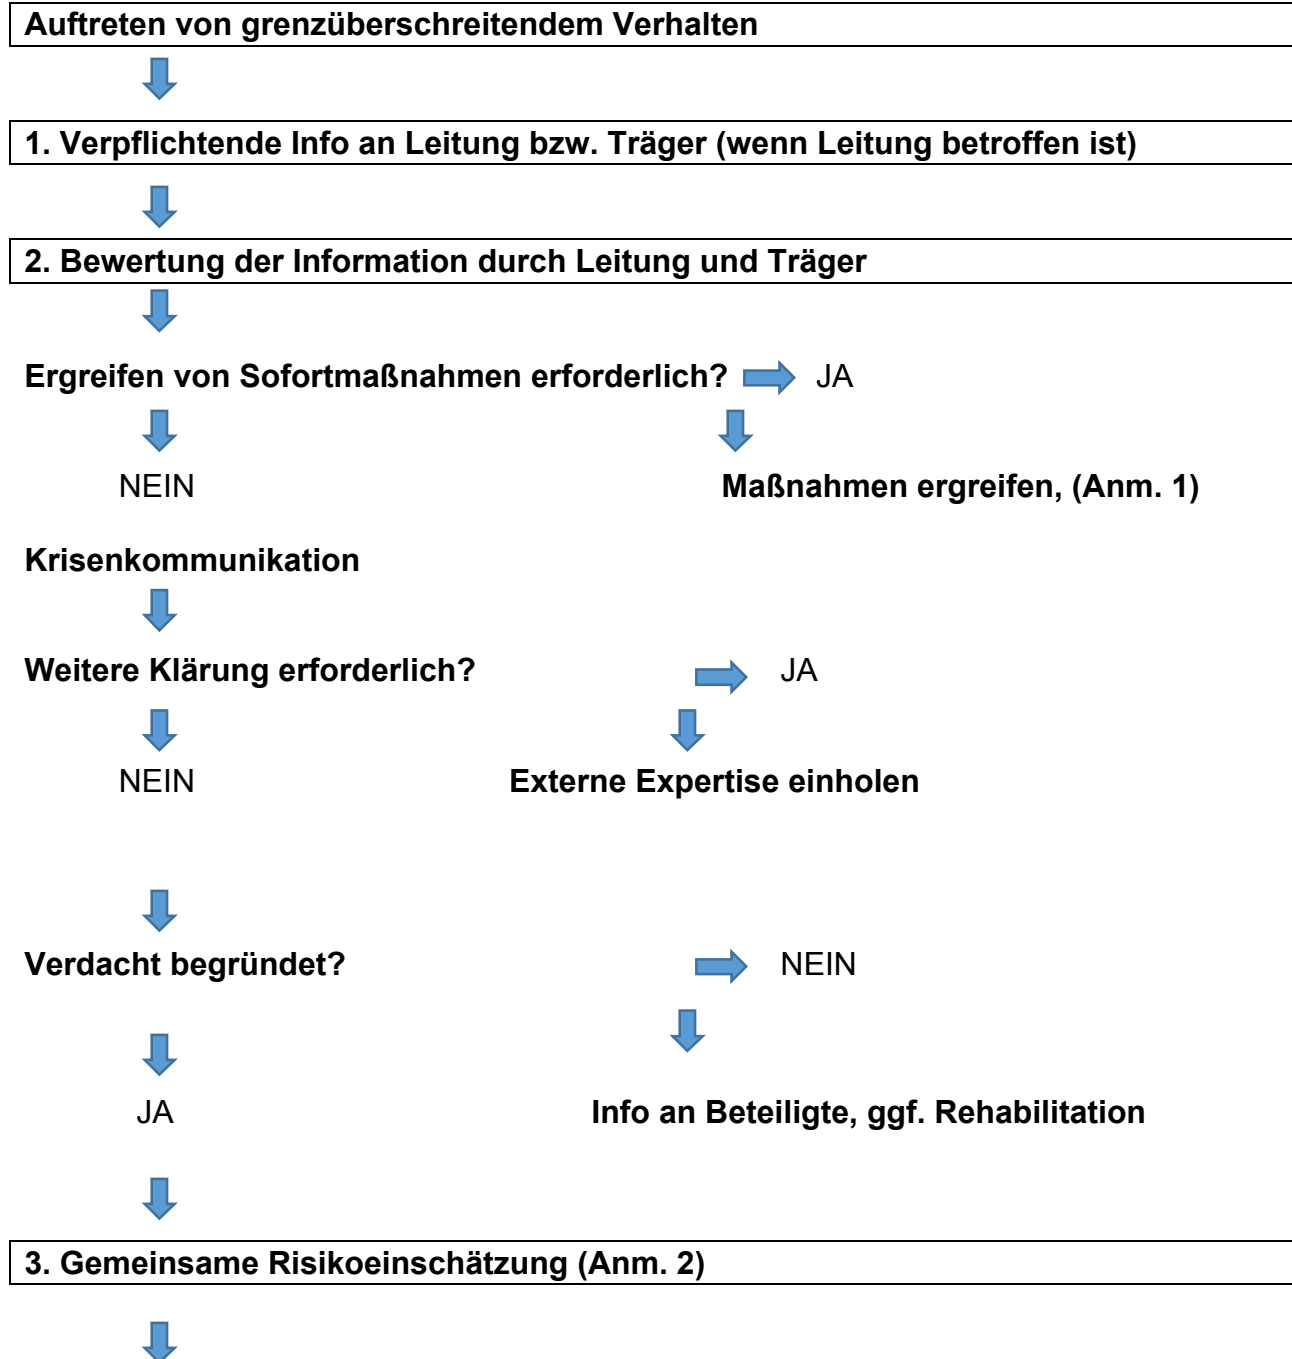 Auftreten von grenzüberschreitendem Verhalten
1. Verpflichtende Info an Leitung bzw. Träger (wenn Leitung betroffen ist)
2. Bewertung der Information durch Leitung und Träger
Ergreifen von Sofortmaßnahmen erforderlich? JA
NEIN Maßnahmen ergreifen, (Anm. 1)
Krisenkommunikation
Weitere Klärung erforderlich? JA
NEIN Externe Expertise einholen
Verdacht begründet? NEIN
JA Info an Beteiligte, ggf. Rehabilitation
3. Gemeinsame Risikoeinschätzung (Anm. 2)